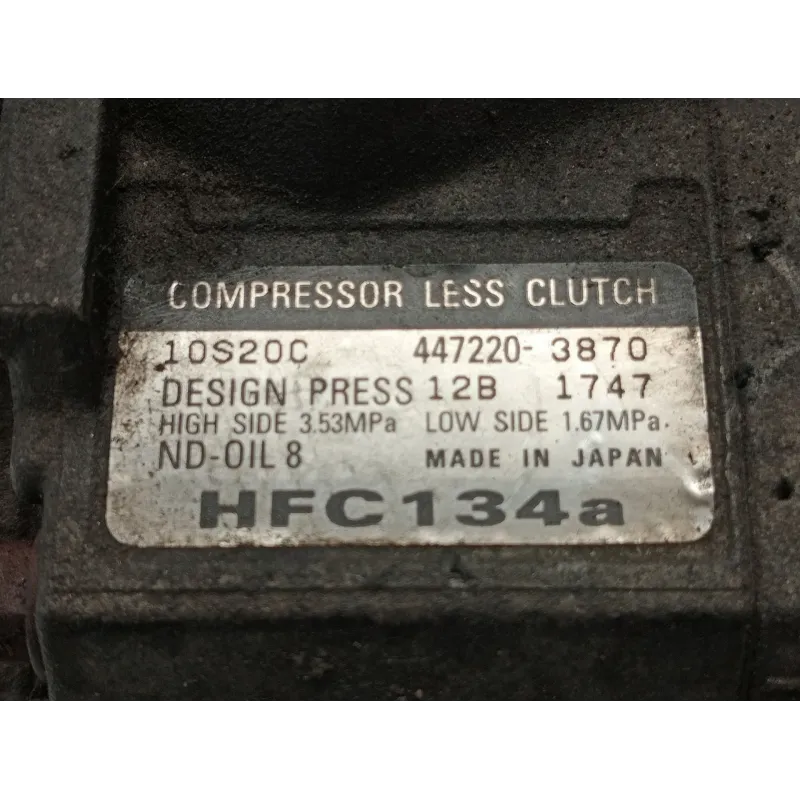 COMPRESSOR LESS CLUTCH
10S20C 447220-3870
DESIGN PRESS 12B 1747
HIGH SIDE 3.53MPa LOW SIDE 1.67MPa.
ND-OIL 8 MADE IN JAPAN
HFC134a